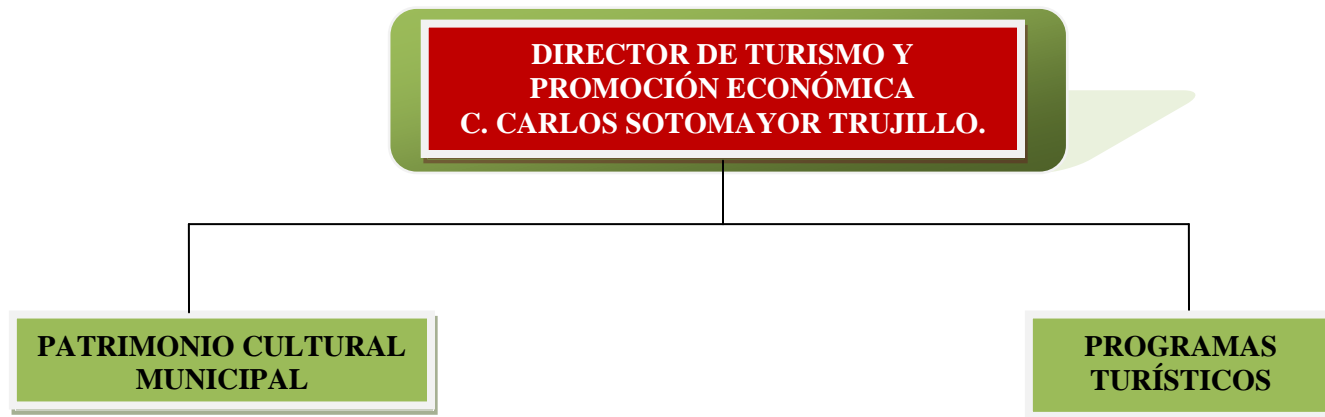 DIRECTOR DE TURISMO Y
PROMOCIÓN ECONÓMICA
C. CARLOS SOTOMAYOR TRUJILLO.
PATRIMONIO CULTURAL
MUNICIPAL
PROGRAMAS
TURÍSTICOS